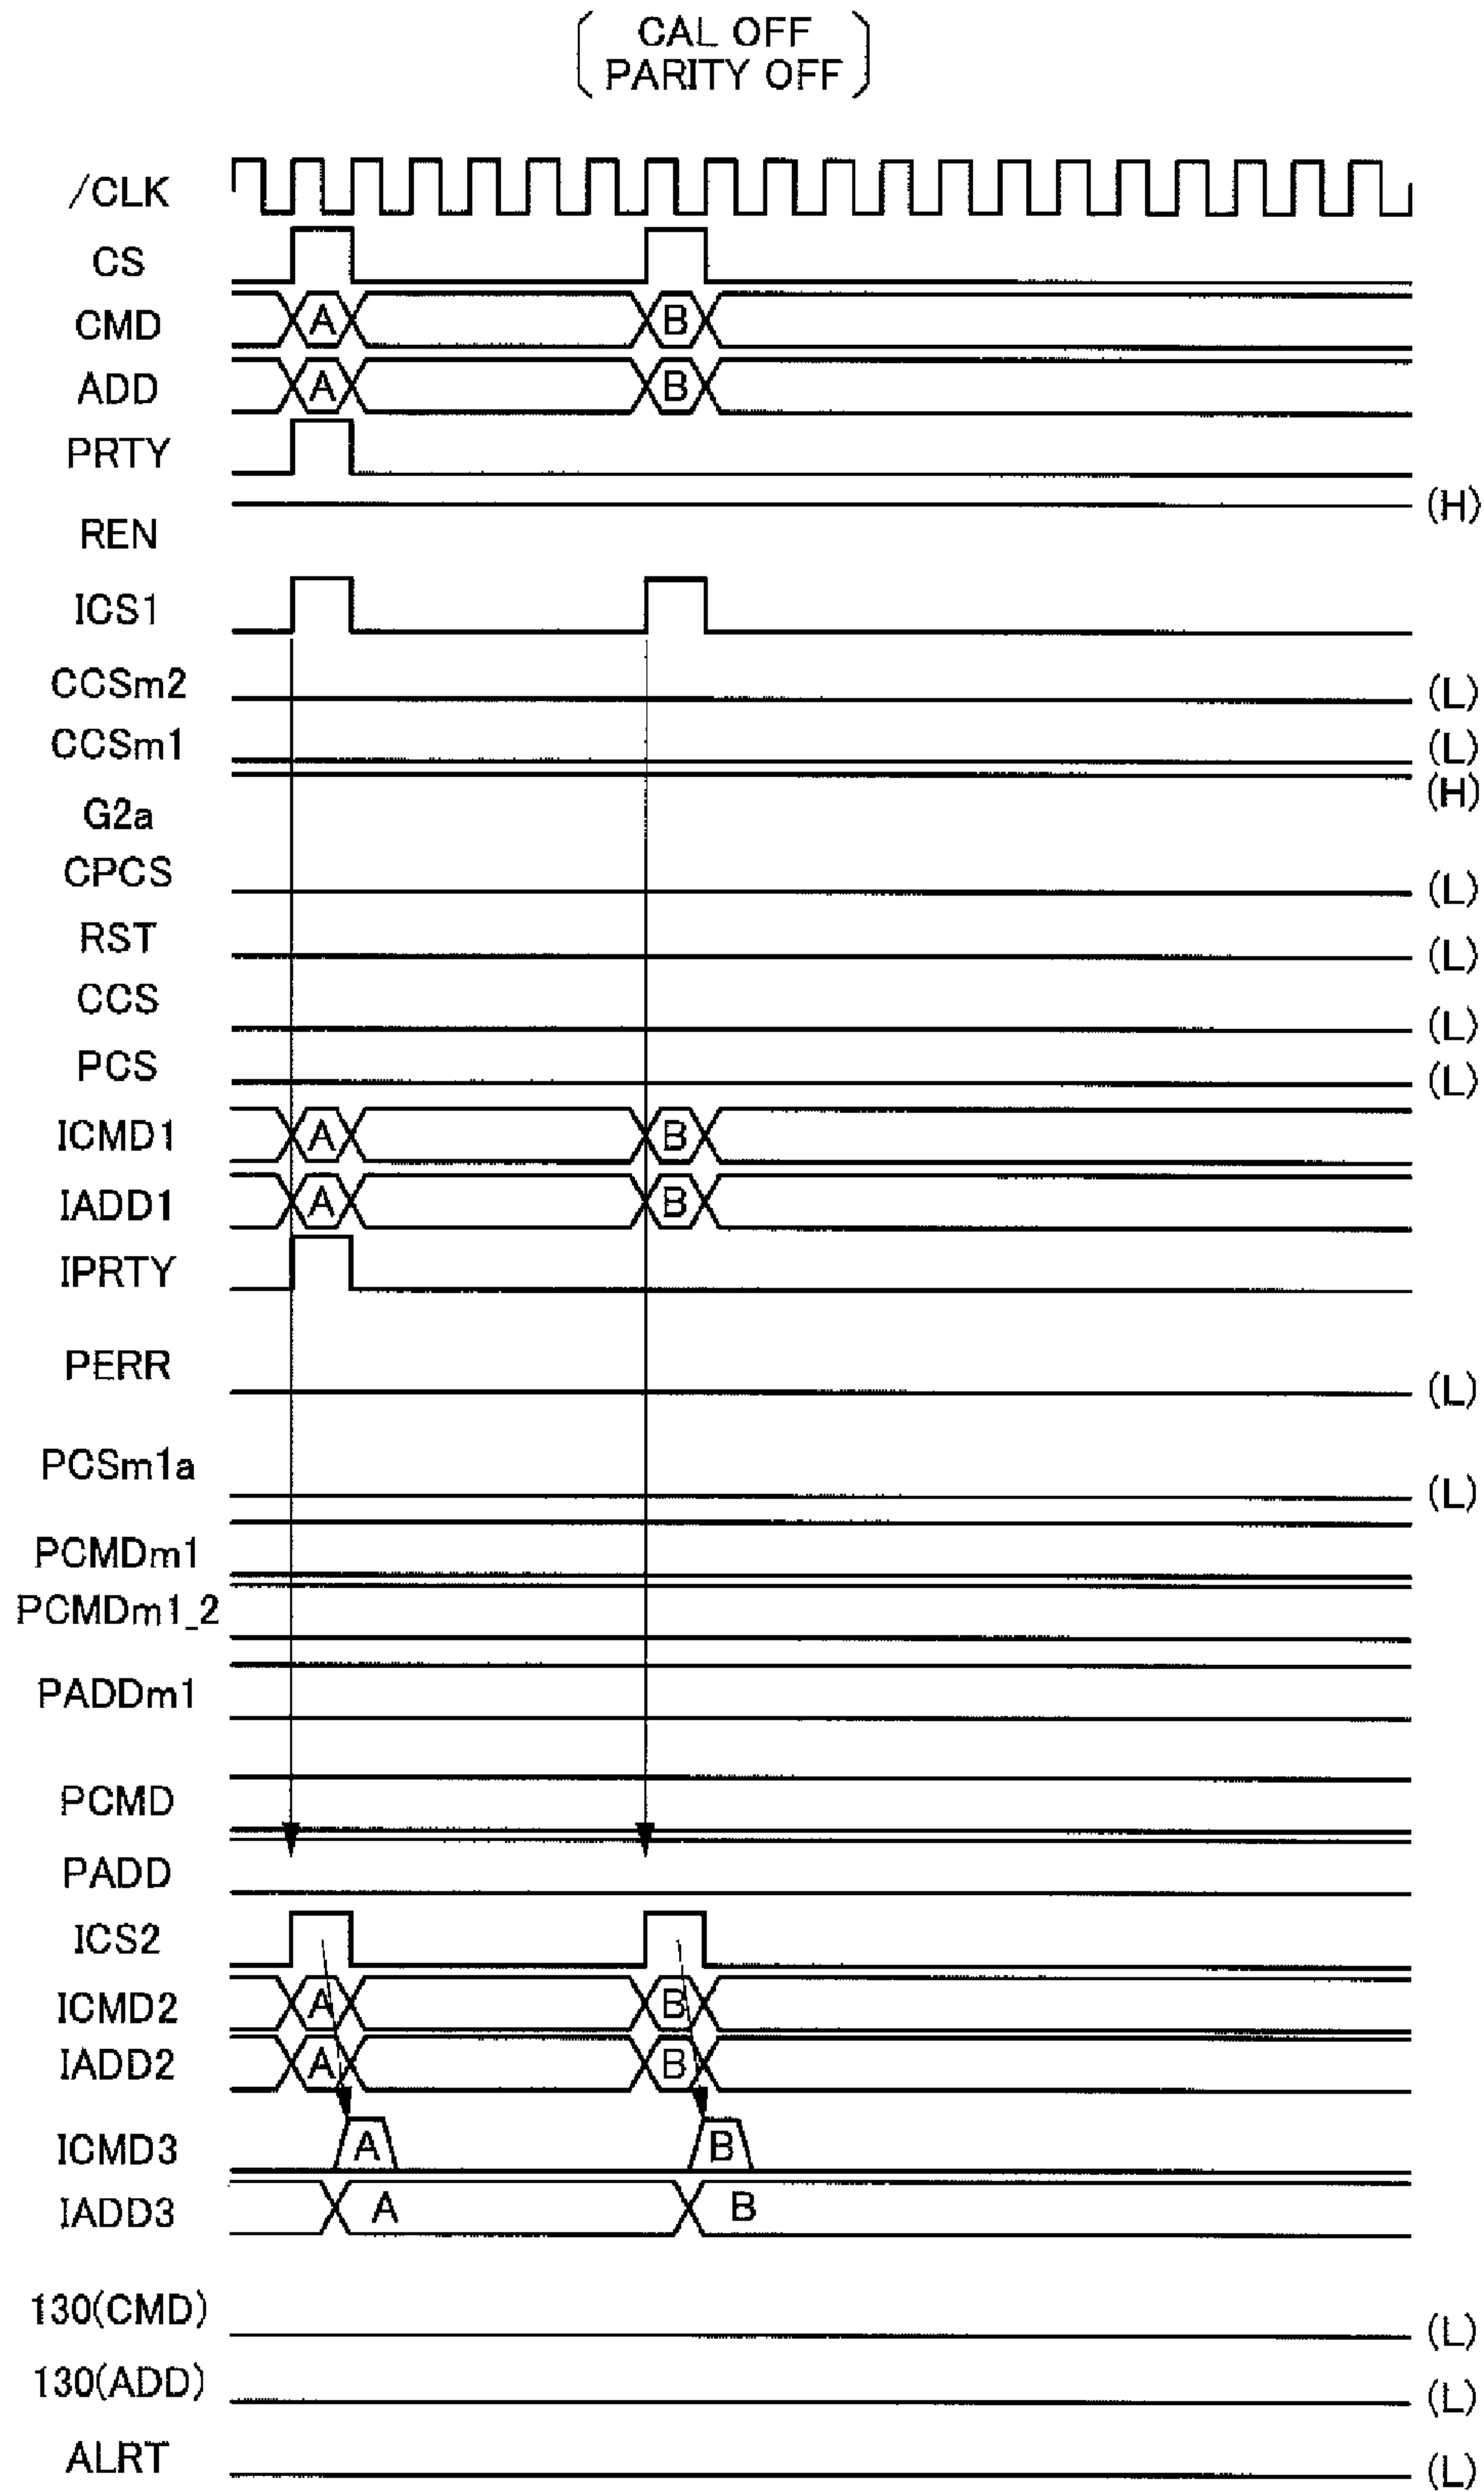 CAL OFF
PARITY OFF
/CLK
CS
CMD A B
ADD A B
PRTY
REN (H)
ICS1
CCSm2 (L)
CCSm1 (L)
G2a (H)
CPCS (L)
RST (L)
CCS (L)
PCS (L)
ICMD1 A B
IADD1 A B
IPRTY
PERR (L)
PCSm1a (L)
PCMDm1
PCMDm1_2
PADDm1
PCMD
PADD
ICS2
ICMD2 A B
IADD2 A B
ICMD3 A B
IADD3 A B
130(CMD) (L)
130(ADD) (L)
ALRT (L)